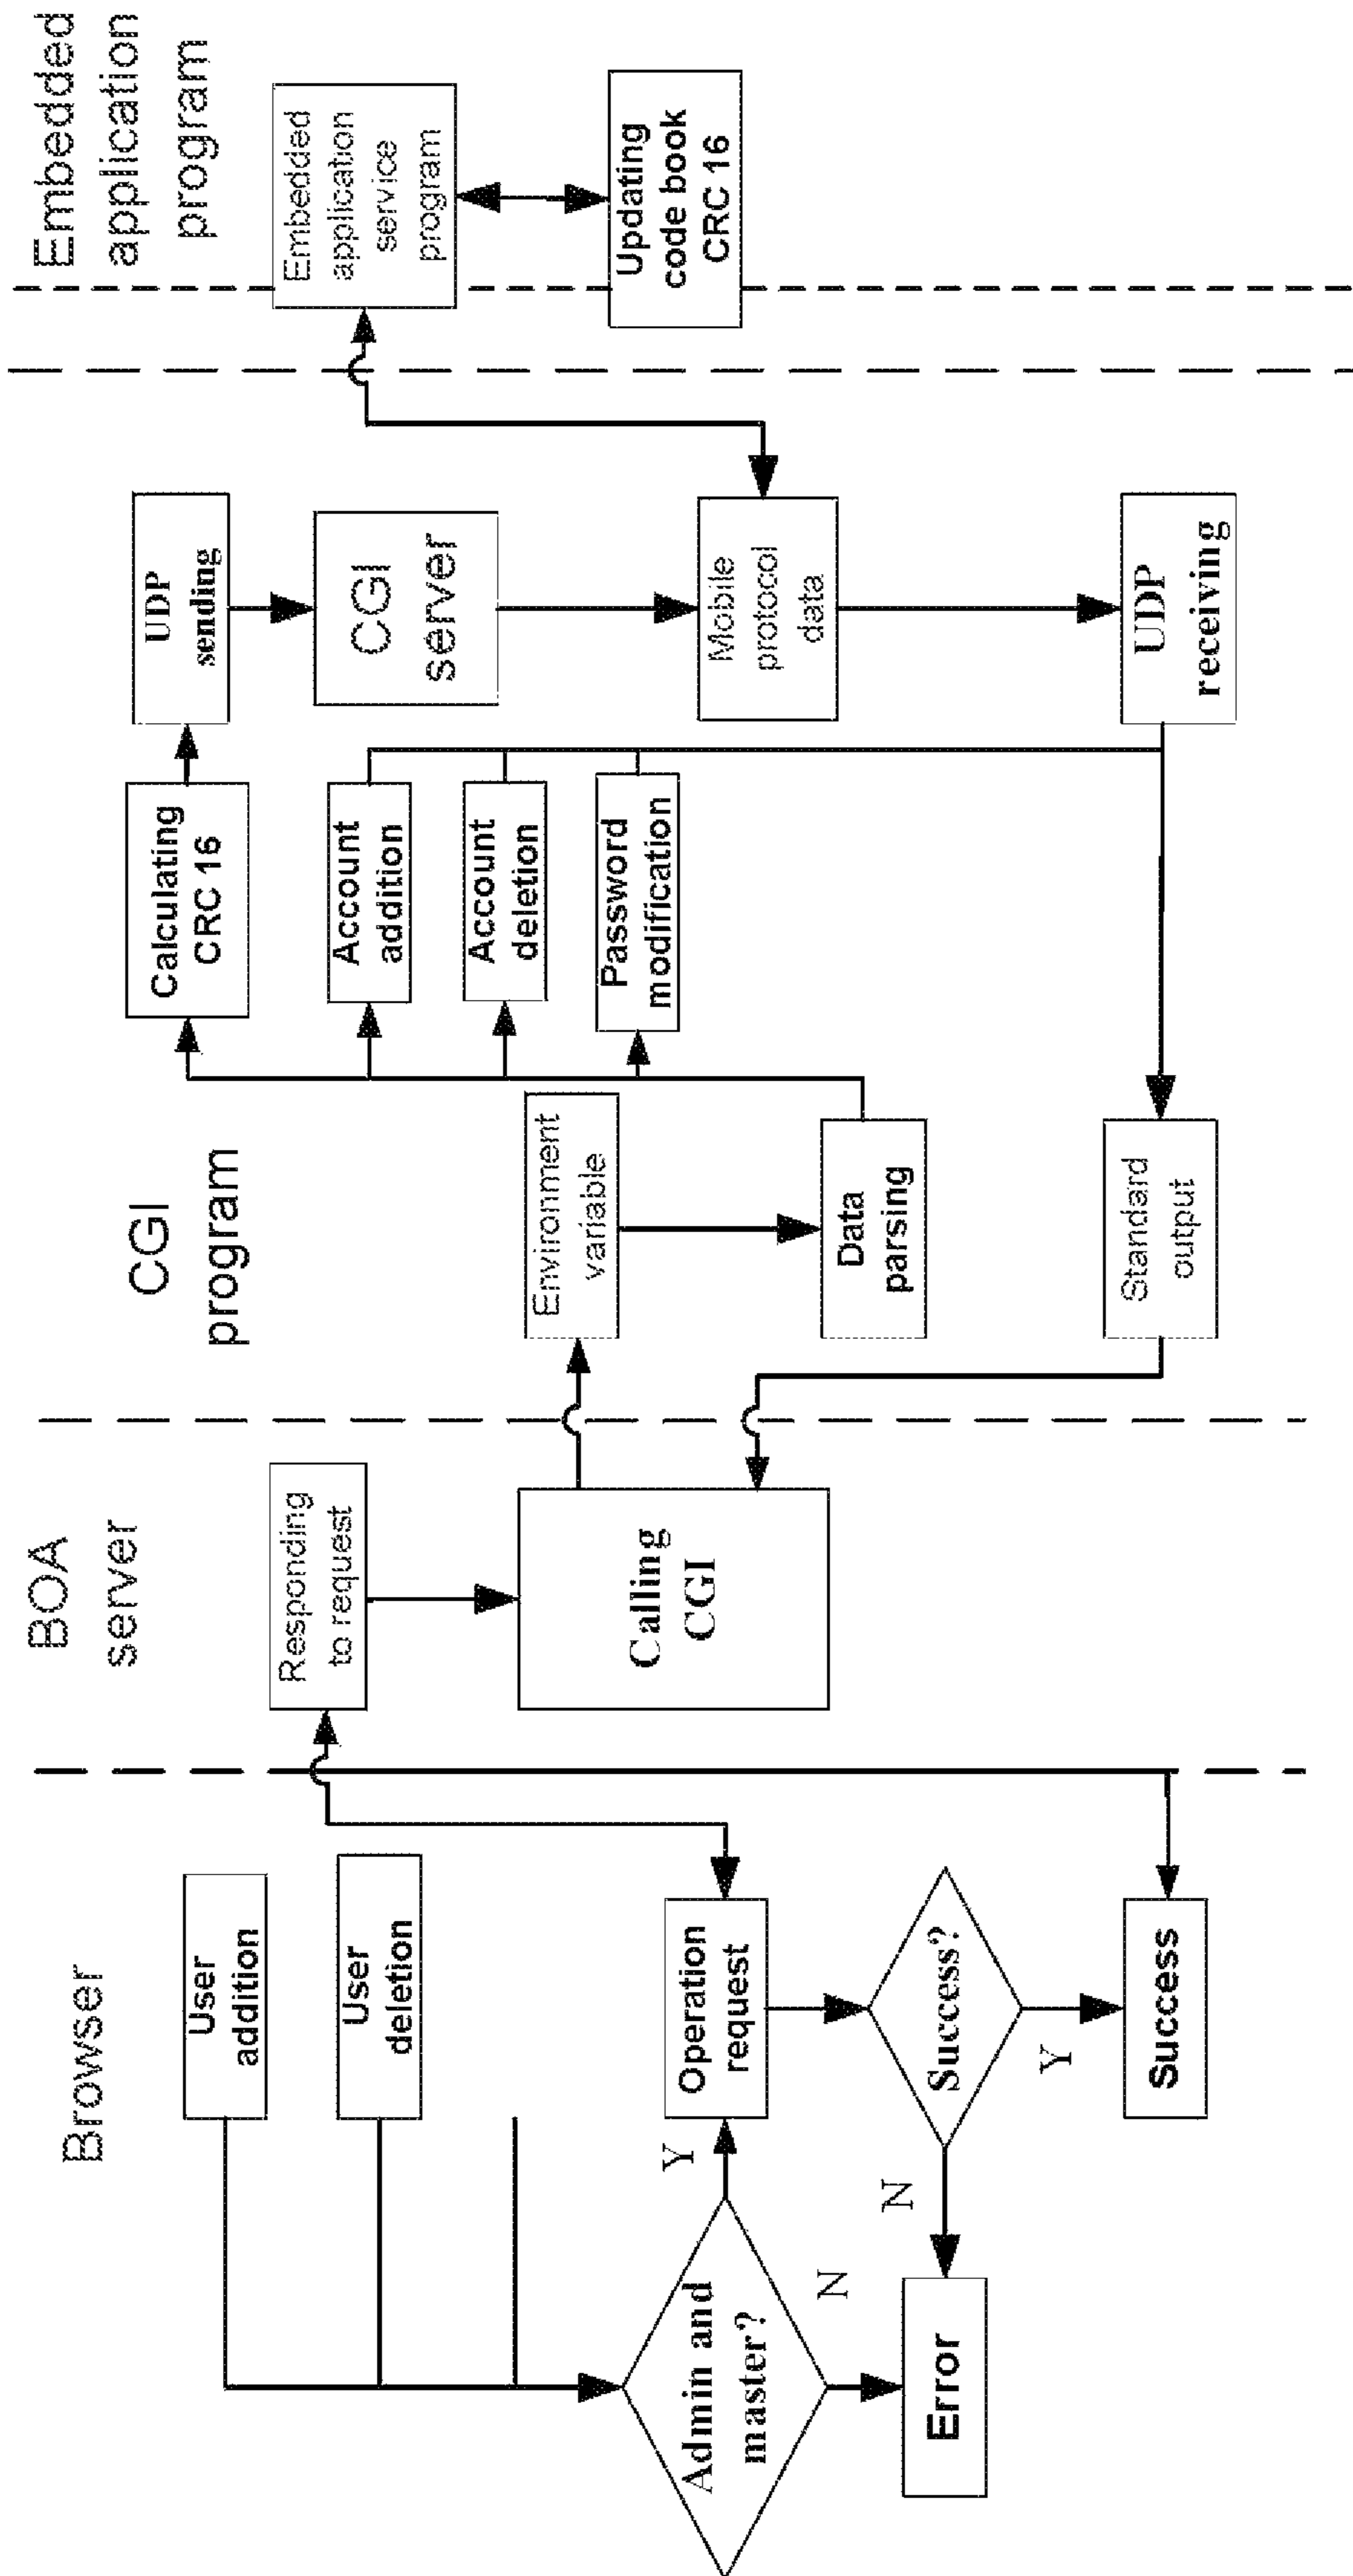 Browser
BOA
server
CGI
program
Embedded
application
program
User
addition
User
deletion
Admin and
master?
Y
N
Operation
request
Success?
N
Y
Error
Success
Responding
to request
Calling
CGI
Environment
variable
Data
parsing
Standard
output
Calculating
CRC 16
Account
addition
Account
deletion
Password
modification
UDP
sending
CGI
server
Mobile
protocol
data
UDP
receiving
Embedded
application
service
program
Updating
code book
CRC 16